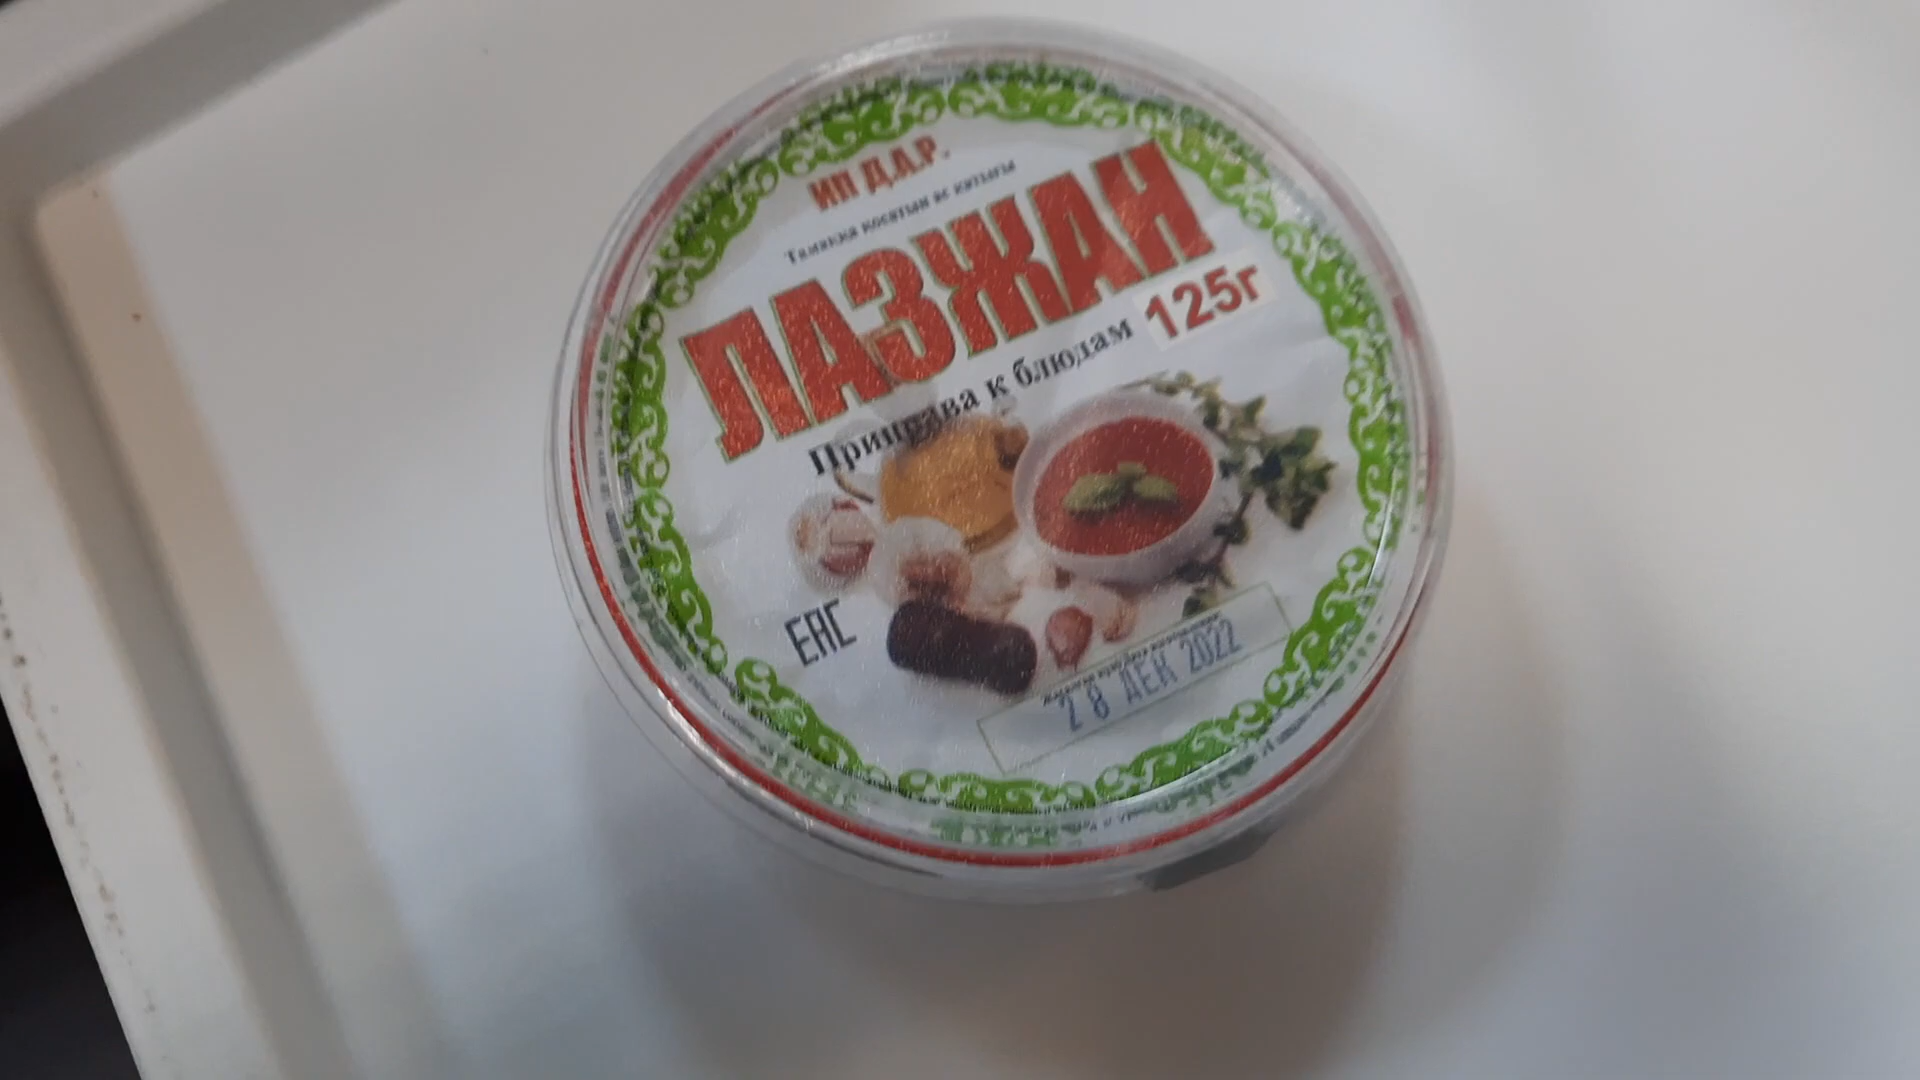 ИП Д.А.Р.
ЛАЗЖАН
125г
Приправа к блюдам
ЕАС
28 ДЕК 2022